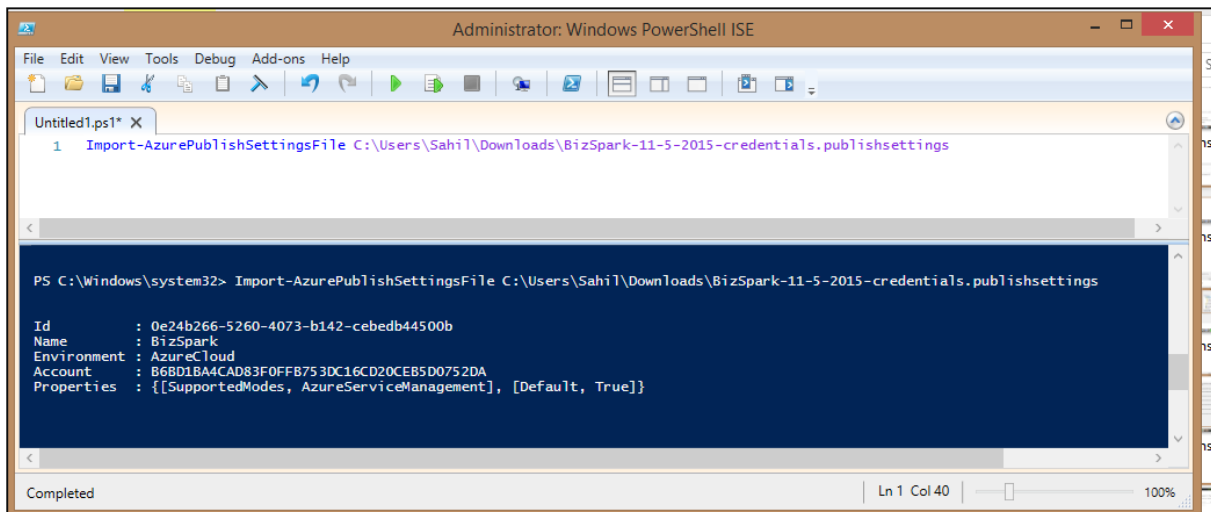 Administrator: Windows PowerShell ISE
File Edit View Tools Debug Add-ons Help
Untitled1.ps1* X
1 Import-AzurePublishSettingsFile C:\Users\Sahil\Downloads\BizSpark-11-5-2015-credentials.publishsettings
PS C:\Windows\system32> Import-AzurePublishSettingsFile C:\Users\Sahil\Downloads\BizSpark-11-5-2015-credentials.publishsettings
Id : 0e24b266-5260-4073-b142-cebedb44500b
Name : BizSpark
Environment : AzureCloud
Account : B6BD1BA4CAD83F0FFB753DC16CD20CEB5D0752DA
Properties : {[SupportedModes, AzureServiceManagement], [Default, True]}
Completed
Ln 1 Col 40
100%